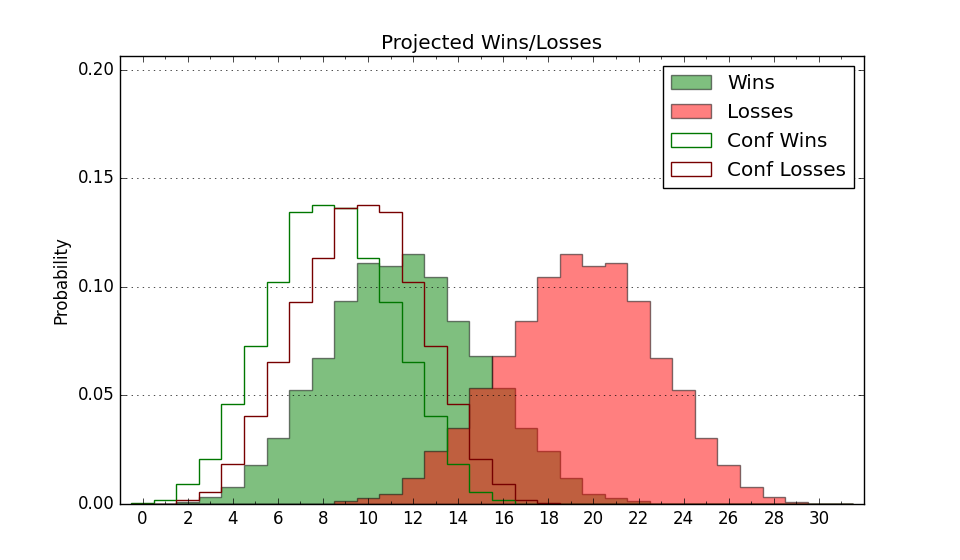 Projected Wins/Losses
0.20
0.15
0.10
0.05
0.00
Probability
Wins
Losses
Conf Wins
Conf Losses
0 2 4 6 8 10 12 14 16 18 20 22 24 26 28 30